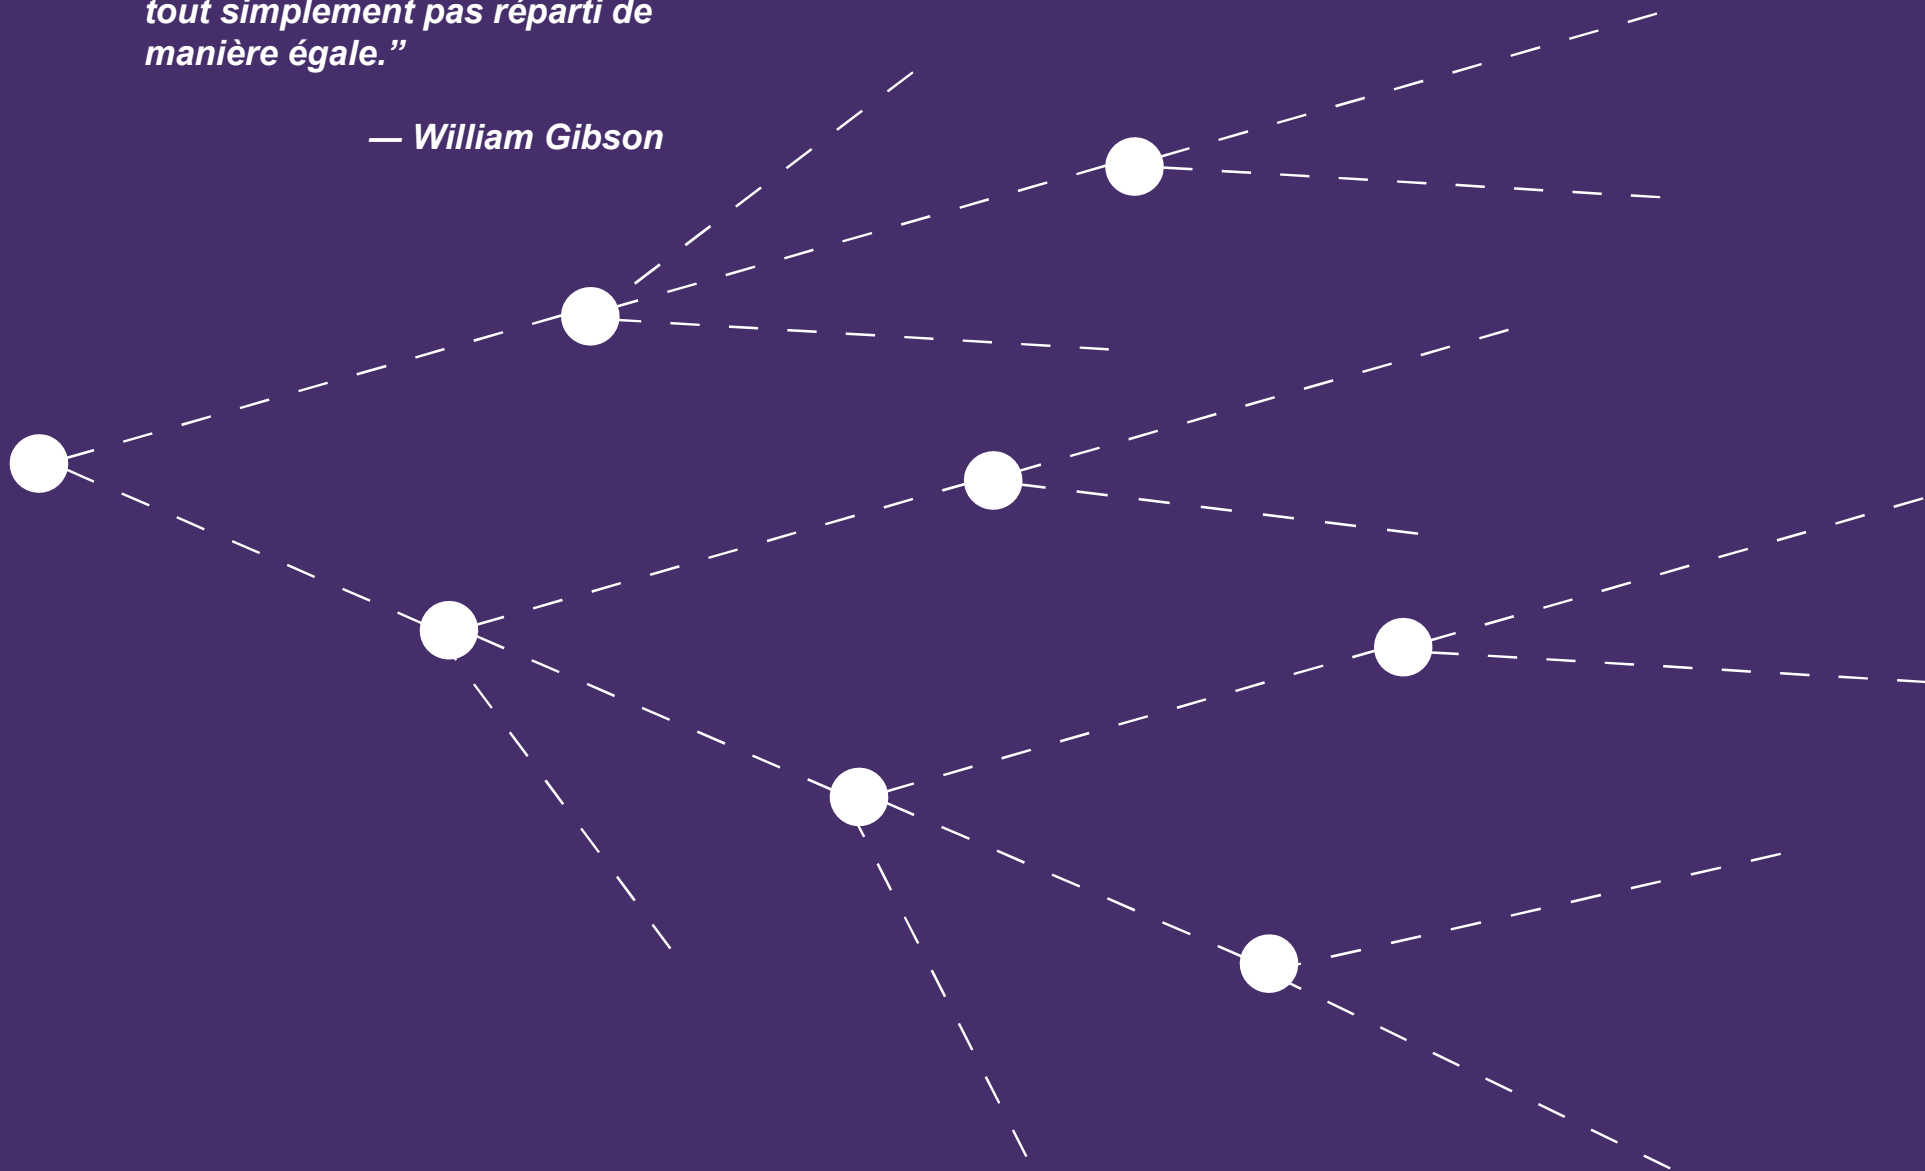 tout simplement pas réparti de
manière égale.”
— William Gibson